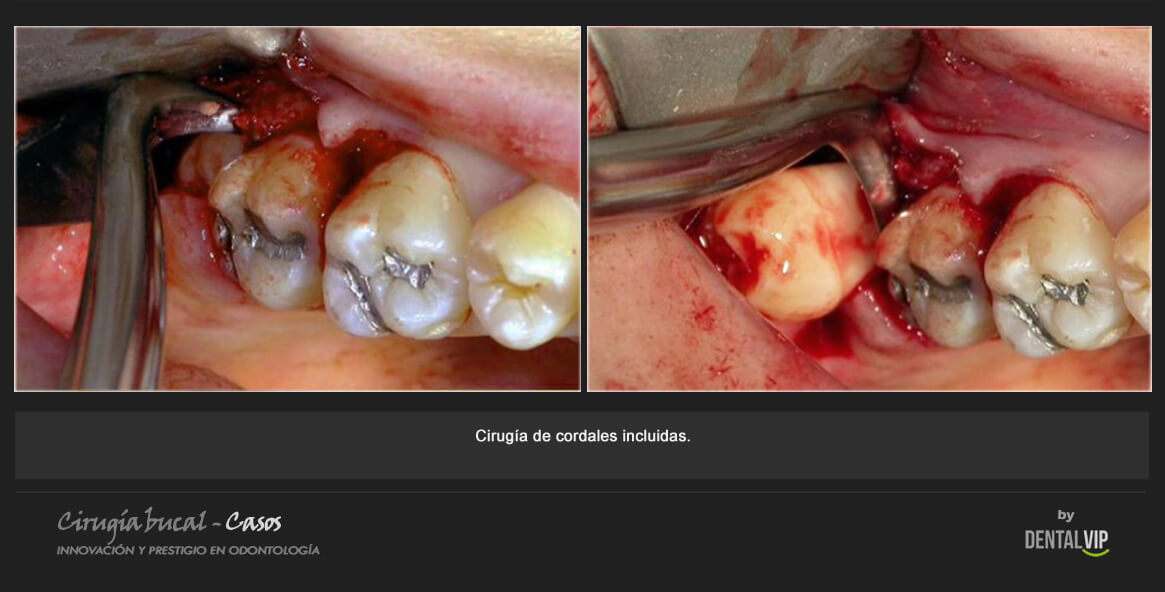 Cirugía de cordales incluidas.
Cirugía bucal - Casos
INNOVACIÓN Y PRESTIGIO EN ODONTOLOGÍA
by
DENTALVIP